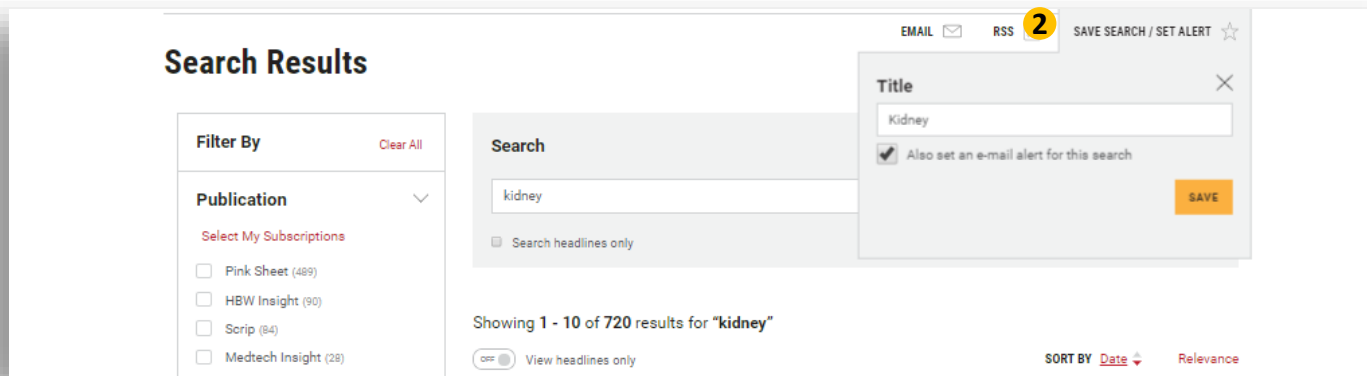 EMAIL RSS 2 SAVE SEARCH / SET ALERT
Search Results
Title
Kidney
Also set an e-mail alert for this search
SAVE
Filter By Clear All
Publication
Select My Subscriptions
Pink Sheet (489)
HBW Insight (90)
Scrip (84)
Medtech Insight (28)
Search
kidney
Search headlines only
Showing 1 - 10 of 720 results for “kidney”
OFF View headlines only
SORT BY Date Relevance